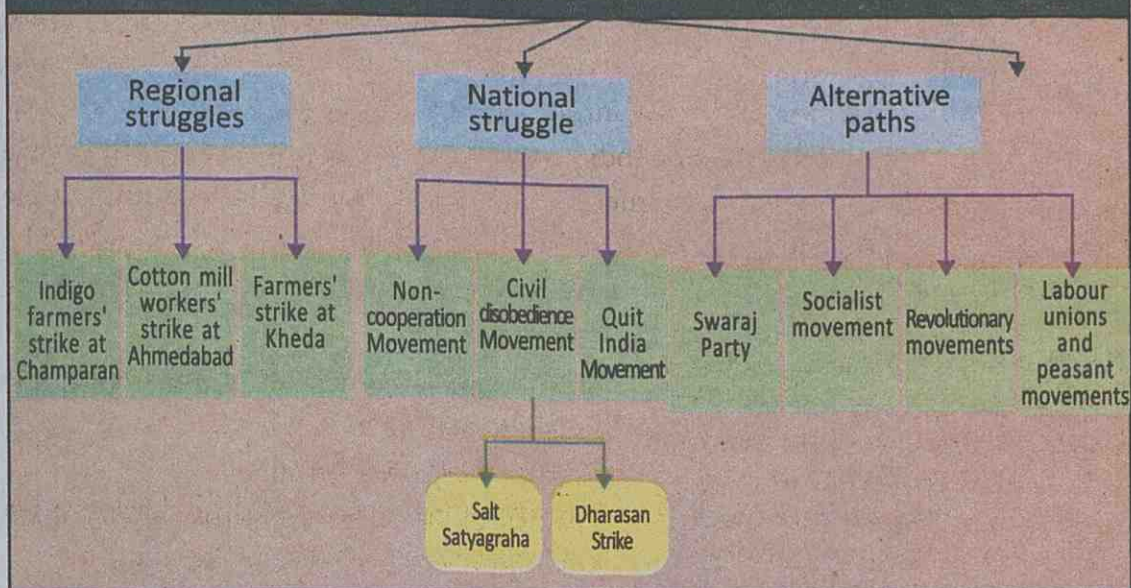 Regional
struggles
National
struggle
Alternative
paths
Indigo
farmers'
strike at
Champaran
Cotton mill
workers'
strike at
Ahmedabad
Farmers'
strike at
Kheda
Non-
cooperation
Movement
Civil
disobedience
Movement
Quit
India
Movement
Swaraj
Party
Socialist
movement
Revolutionary
movements
Labour
unions
and
peasant
movements
Salt
Satyagraha
Dharasan
Strike